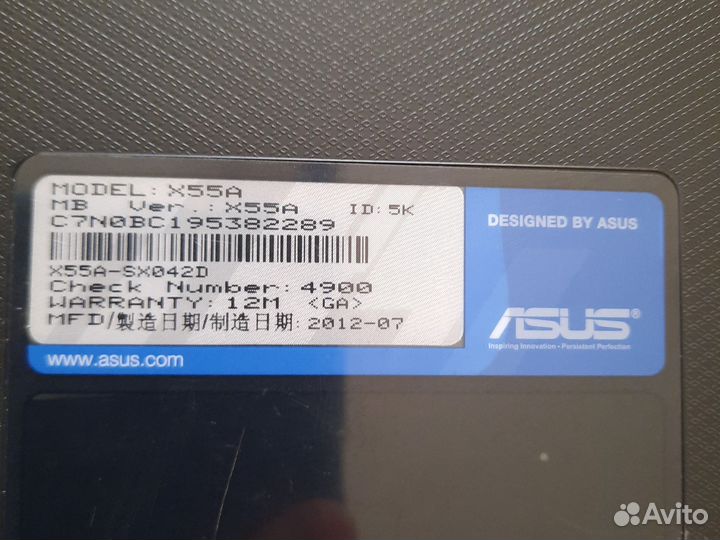 MODEL: X55A
MB Ver.: X55A ID: 5K
C7N0BC195382289
X55A-SX042D
Check Number: 4900
WARRANTY: 12M <GA>
MFD/製造日期/制造日期: 2012-07
www.asus.com
DESIGNED BY ASUS
ASUS®
Inspiring Innovation • Persistent Perfection
Avito